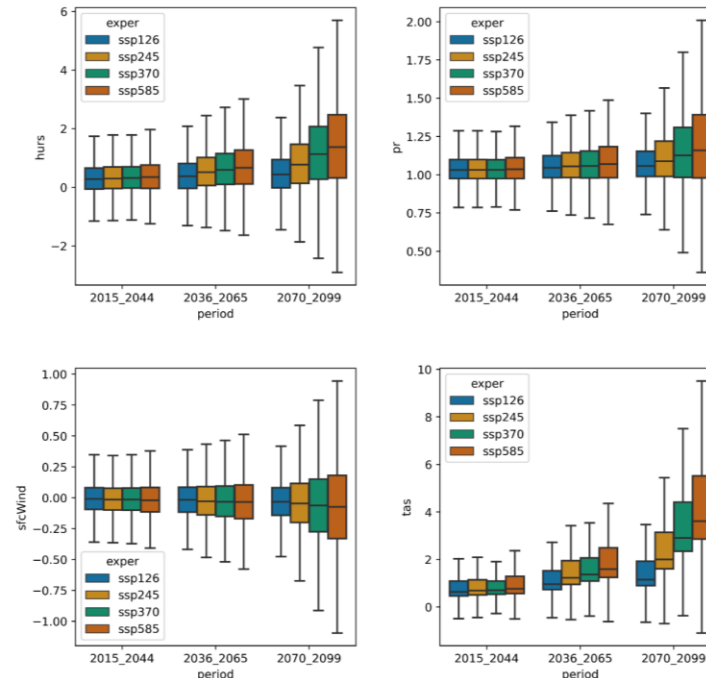 6
4
2
0
−2
hurs
exper
ssp126
ssp245
ssp370
ssp585
2015_2044
2036_2065
2070_2099
period
2.00
1.75
1.50
1.25
1.00
0.75
0.50
pr
exper
ssp126
ssp245
ssp370
ssp585
2015_2044
2036_2065
2070_2099
period
1.00
0.75
0.50
0.25
0.00
−0.25
−0.50
−0.75
−1.00
sfcWind
exper
ssp126
ssp245
ssp370
ssp585
2015_2044
2036_2065
2070_2099
period
10
8
6
4
2
0
tas
exper
ssp126
ssp245
ssp370
ssp585
2015_2044
2036_2065
2070_2099
period